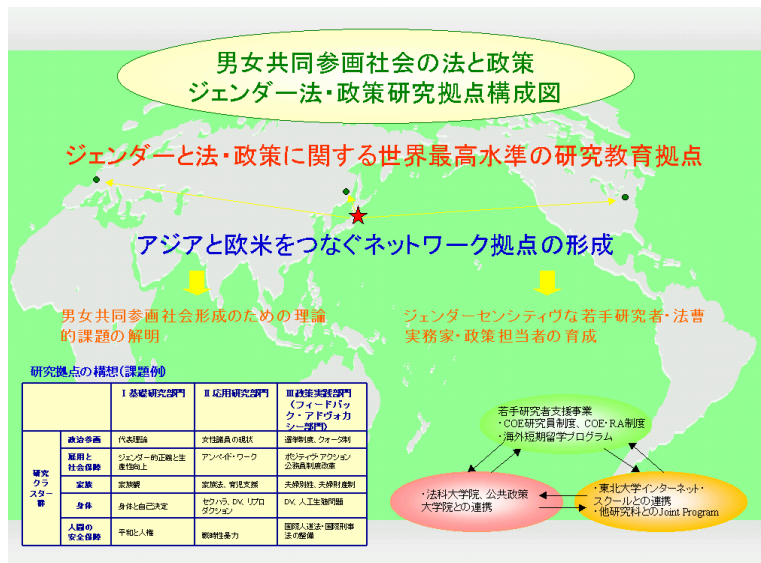 男女共同参画社会の法と政策
ジェンダー法・政策研究拠点構成図
ジェンダーと法・政策に関する世界最高水準の研究教育拠点
アジアと欧米をつなぐネットワーク拠点の形成
男女共同参画社会形成のための理論
的課題の解明
ジェンダーセンシティヴな若手研究者・法曹
実務家・政策担当者の育成
研究拠点の構想(課題例)
Ⅰ基礎研究部門
Ⅱ応用研究部門
Ⅲ政策実践部門
(フィードバッ
ク・アドヴォカ
シー部門)
研究
クラ
スター
群
政治参画
代表理論
女性議員の現状
選挙制度、クオータ制
雇用と
社会保障
ジェンダー的正義と生
産性向上
アンペイド・ワーク
ポジティヴ・アクション
公務員制度改革
家族
家族観
家族法、育児支援
夫婦別姓、夫婦財産制
身体
身体と自己決定
セクハラ、DV、リプロ
ダクション
DV、人工生殖問題
人間の
安全保障
平和と人権
戦時性暴力
国際人道法・国際刑事
法の整備
若手研究者支援事業
・COE研究員制度、COE・RA制度
・海外短期留学プログラム
・法科大学院、公共政策
大学院との連携
・東北大学インターネット・
スクールとの連携
・他研究科とのJoint Program